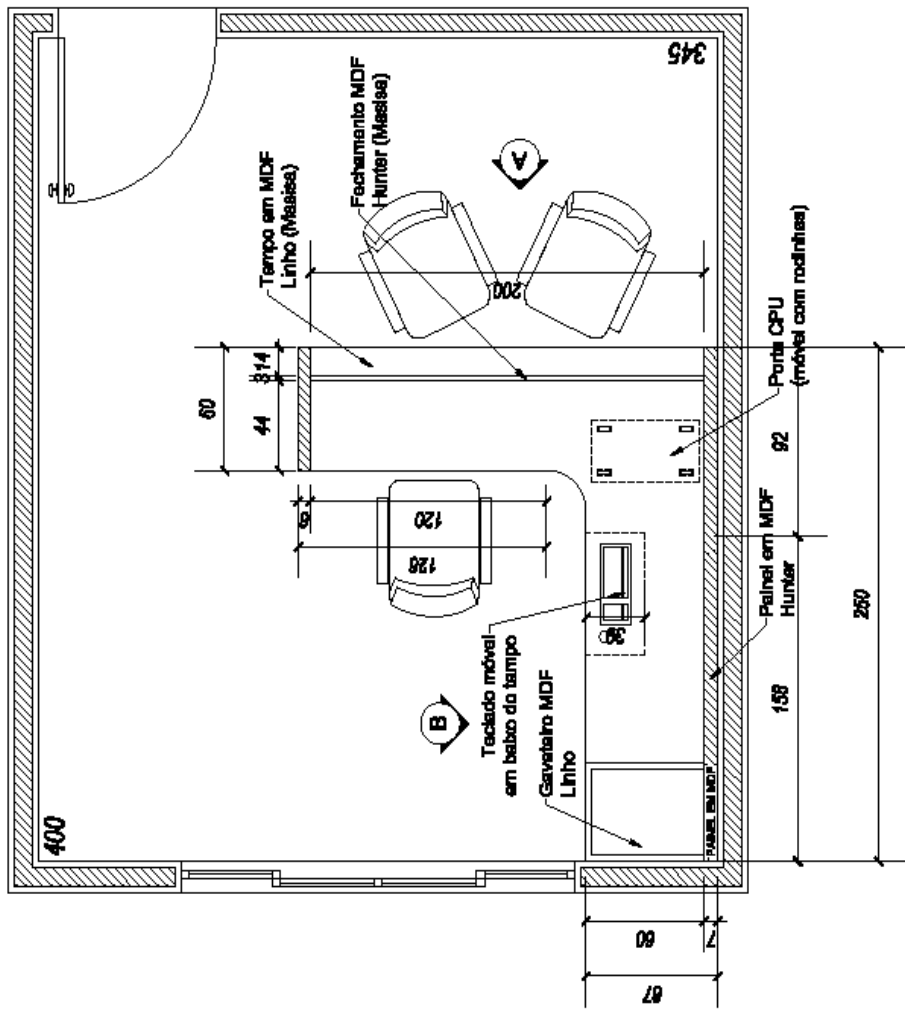 400
345
Tampo em MDF
Linho (Masisa)
Fechamento MDF
Hunter (Masisa)
A
200
60
14
3
44
6
120
126
Porta CPU
(móvel com rodinhas)
92
Painel em MDF
Hunter
B
Teclado móvel
em baixo do tampo
Gaveteiro MDF
Linho
PAINEL EM MDF
158
250
60
7
67